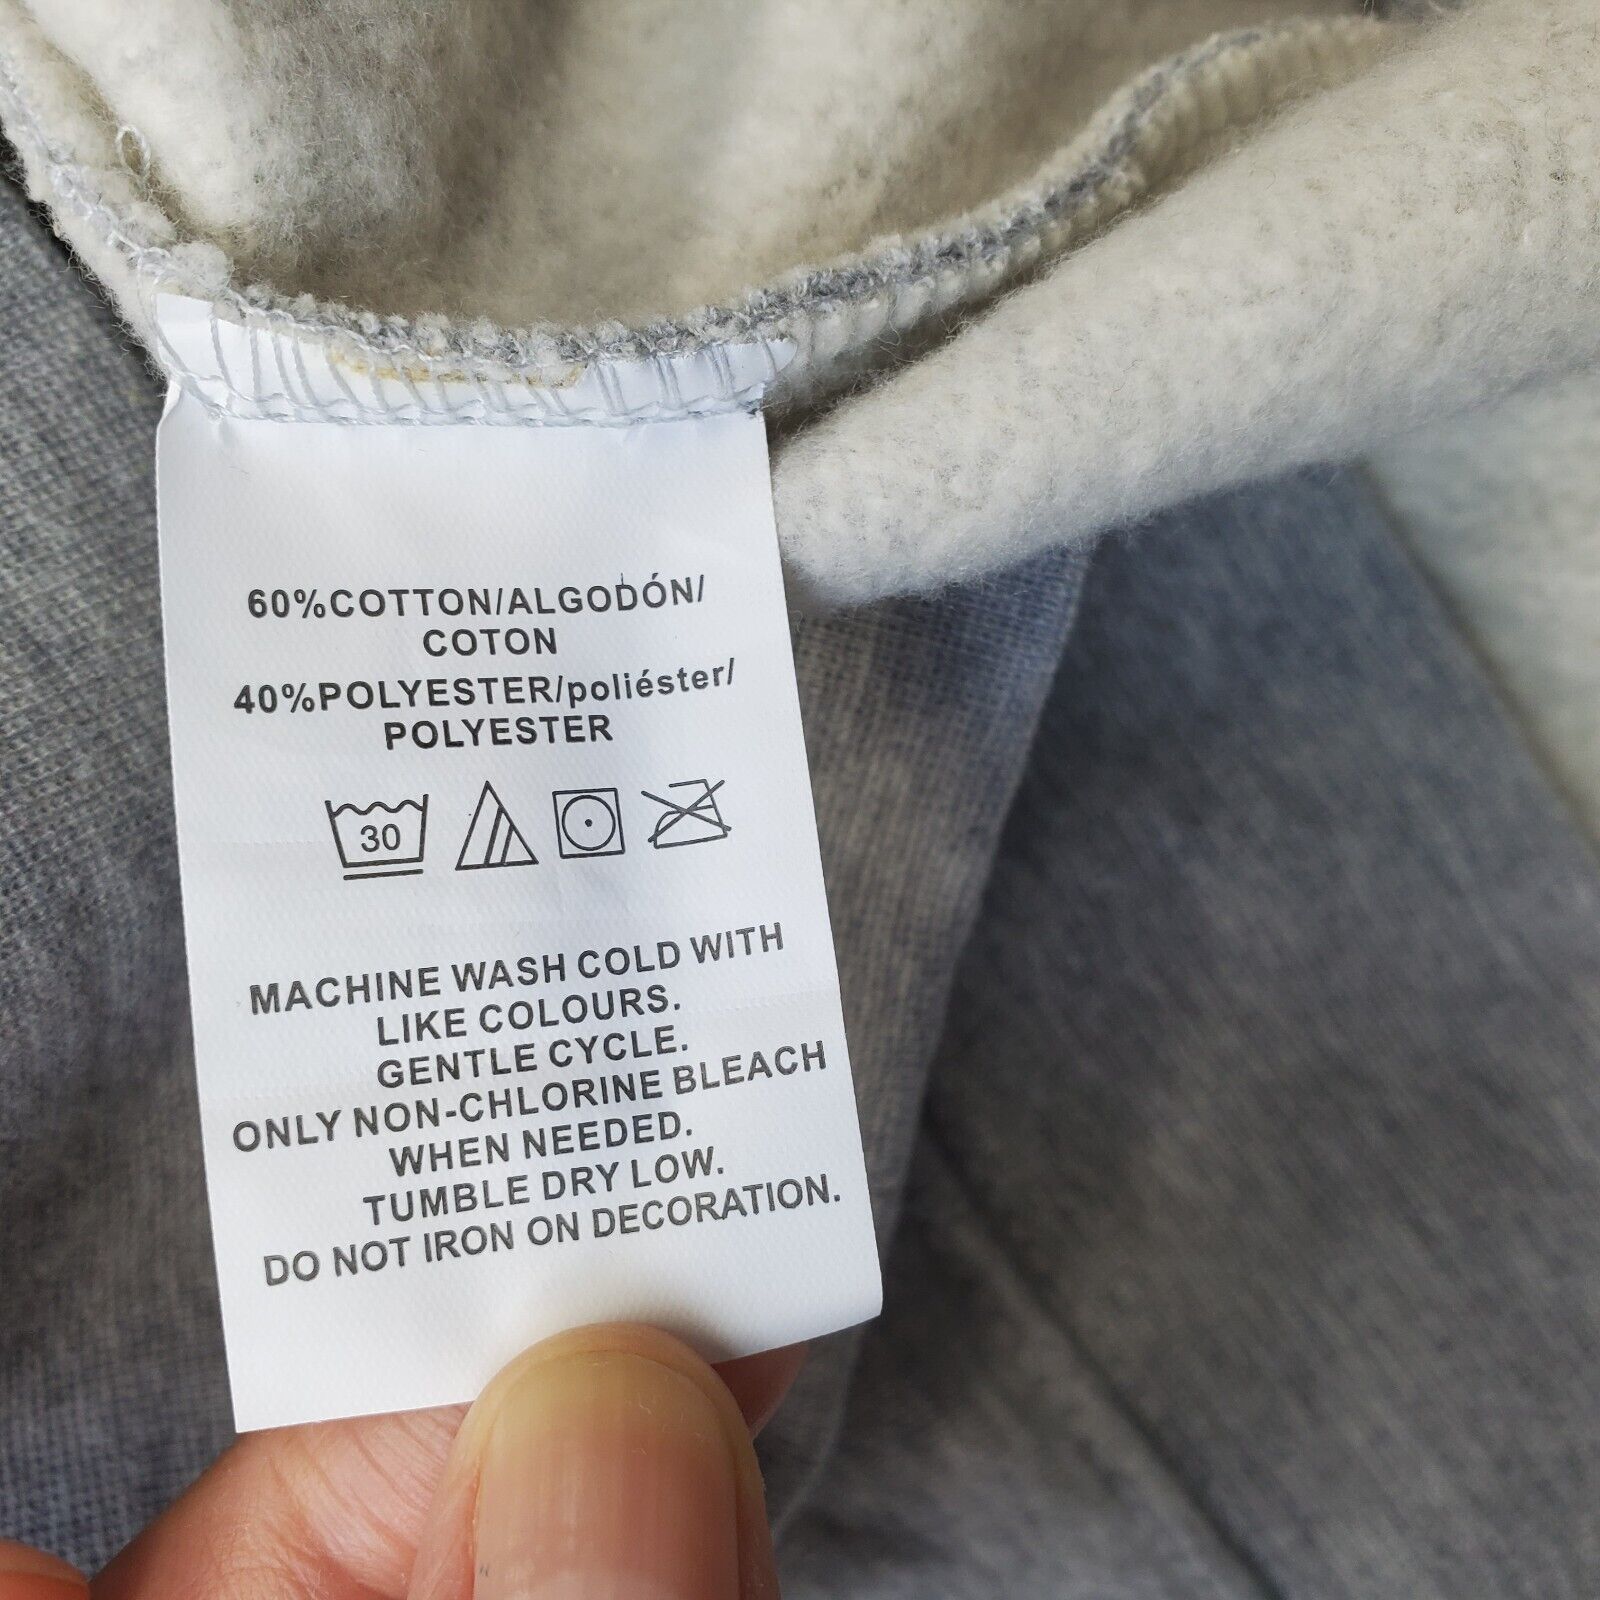 60%COTTON/ALGODÓN/
COTON
40%POLYESTER/poliéster/
POLYESTER
30
MACHINE WASH COLD WITH
LIKE COLOURS.
GENTLE CYCLE.
ONLY NON-CHLORINE BLEACH
WHEN NEEDED.
TUMBLE DRY LOW.
DO NOT IRON ON DECORATION.